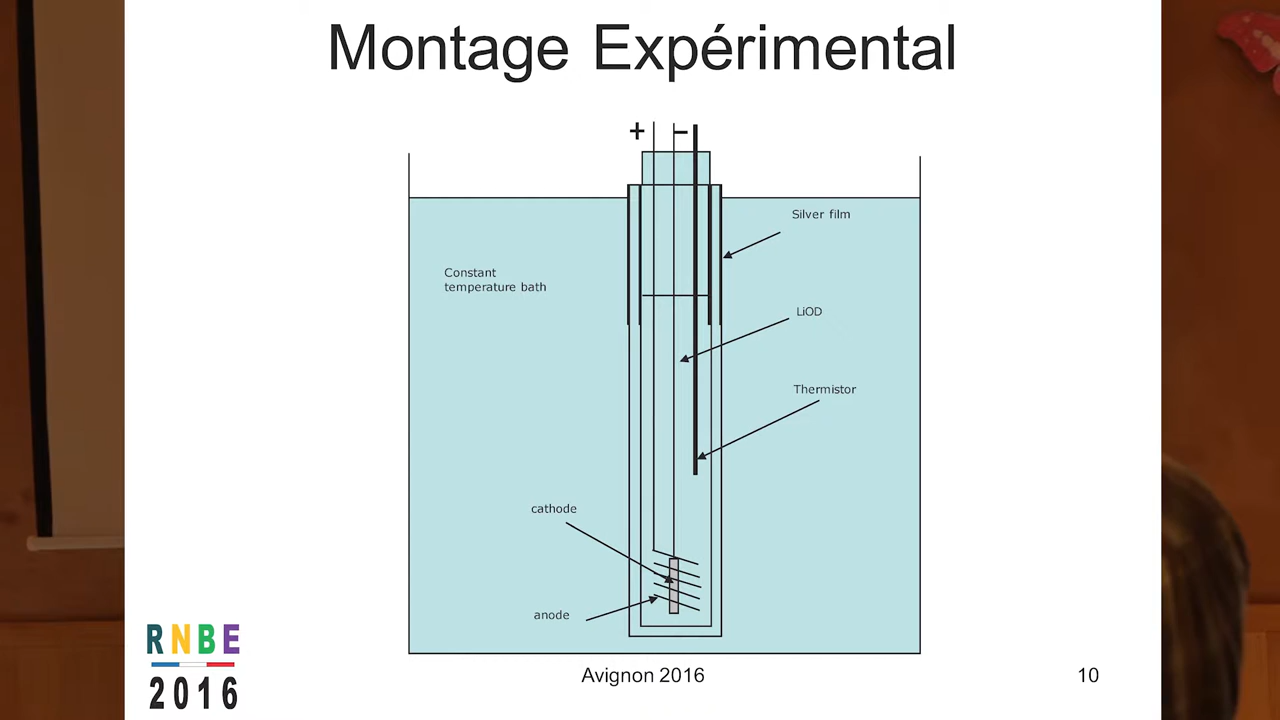 Montage Expérimental
+ –
Silver film
Constant
temperature bath
LiOD
Thermistor
cathode
anode
RNBE
2016
Avignon 2016
10